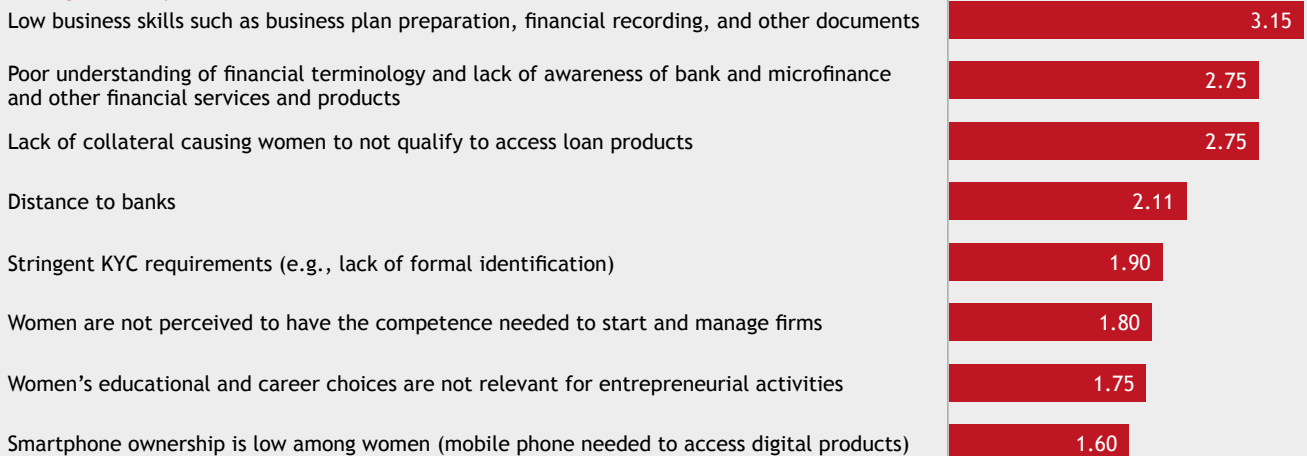 Low business skills such as business plan preparation, financial recording, and other documents
3.15
Poor understanding of financial terminology and lack of awareness of bank and microfinance
and other financial services and products
2.75
Lack of collateral causing women to not qualify to access loan products
2.75
Distance to banks
2.11
Stringent KYC requirements (e.g., lack of formal identification)
1.90
Women are not perceived to have the competence needed to start and manage firms
1.80
Women’s educational and career choices are not relevant for entrepreneurial activities
1.75
Smartphone ownership is low among women (mobile phone needed to access digital products)
1.60